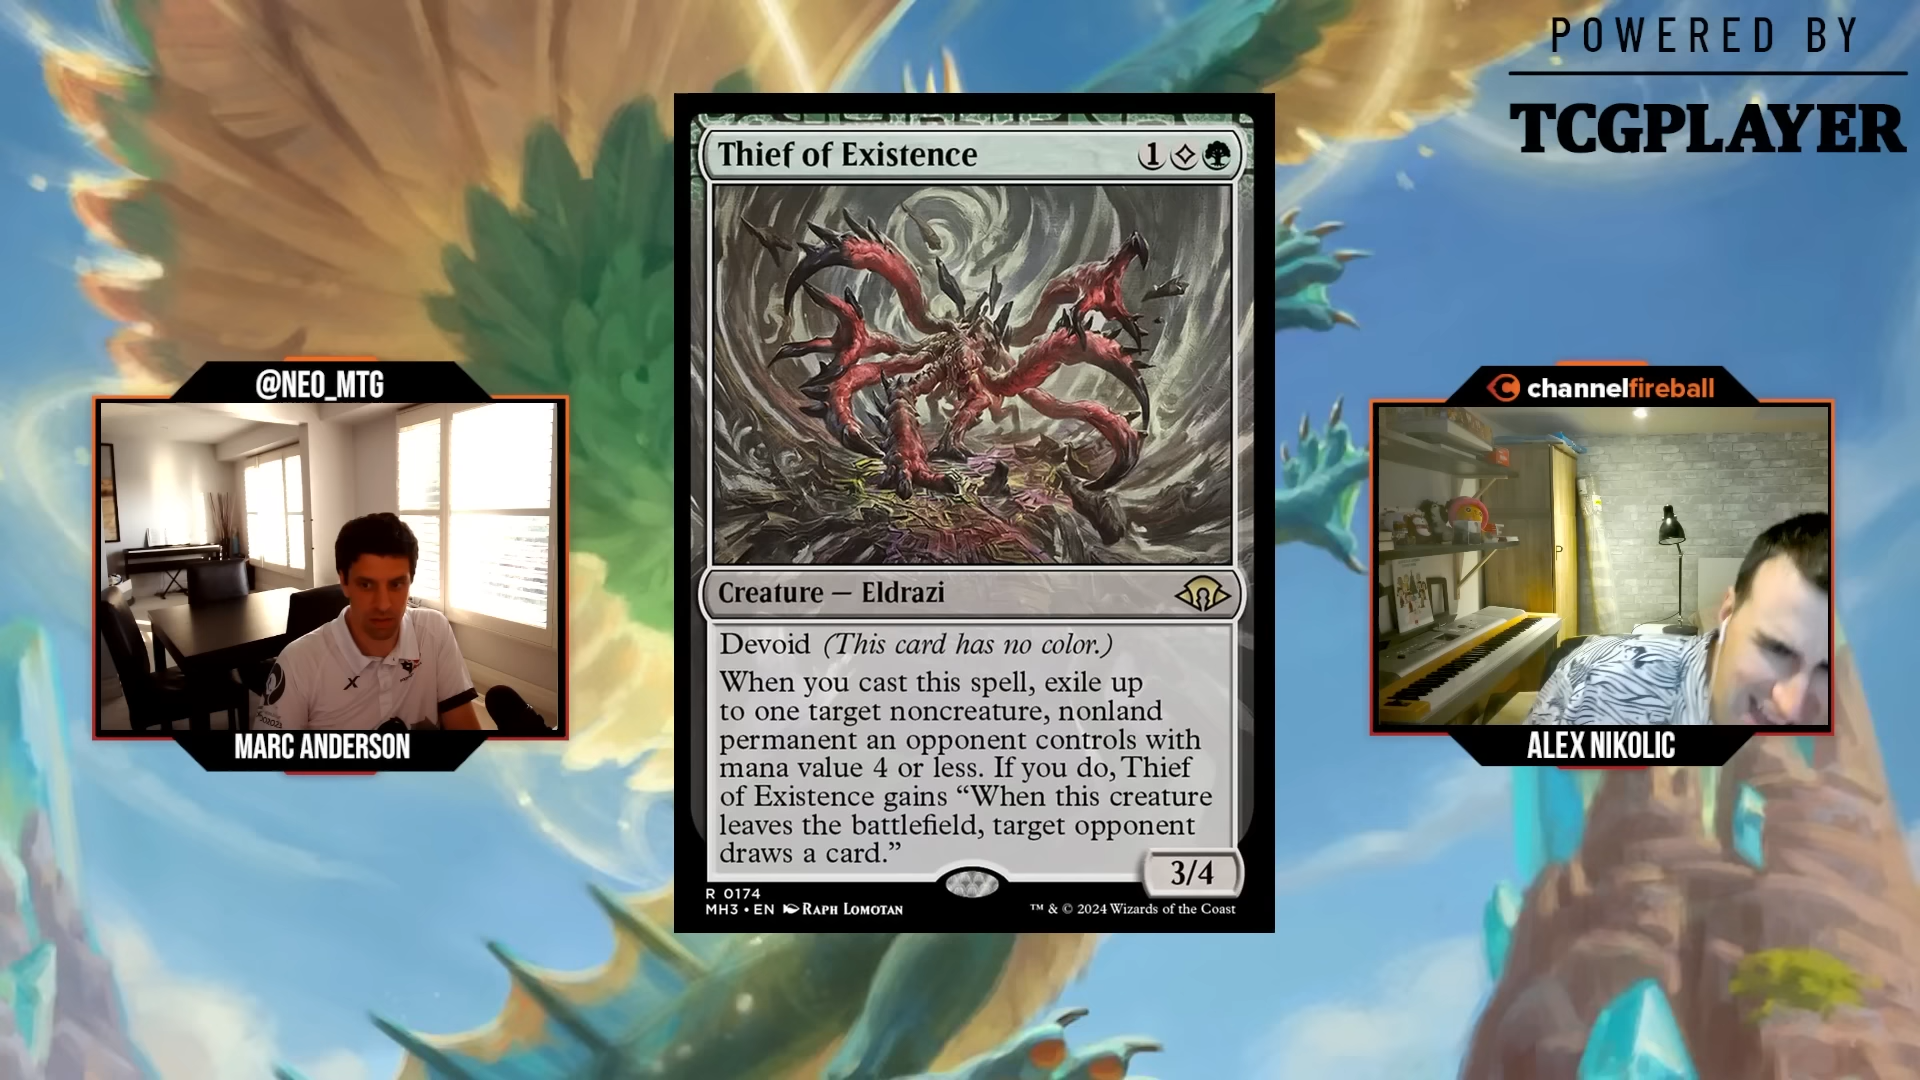 POWERED BY
TCGPLAYER
Thief of Existence 1
@NEO_MTG
MARC ANDERSON
Creature — Eldrazi
Devoid (This card has no color.)
When you cast this spell, exile up
to one target noncreature, nonland
permanent an opponent controls with
mana value 4 or less. If you do, Thief
of Existence gains “When this creature
leaves the battlefield, target opponent
draws a card.”
3/4
R 0174
MH3 • EN RAPH LOMOTAN
™ & © 2024 Wizards of the Coast
channelfireball
ALEX NIKOLIC